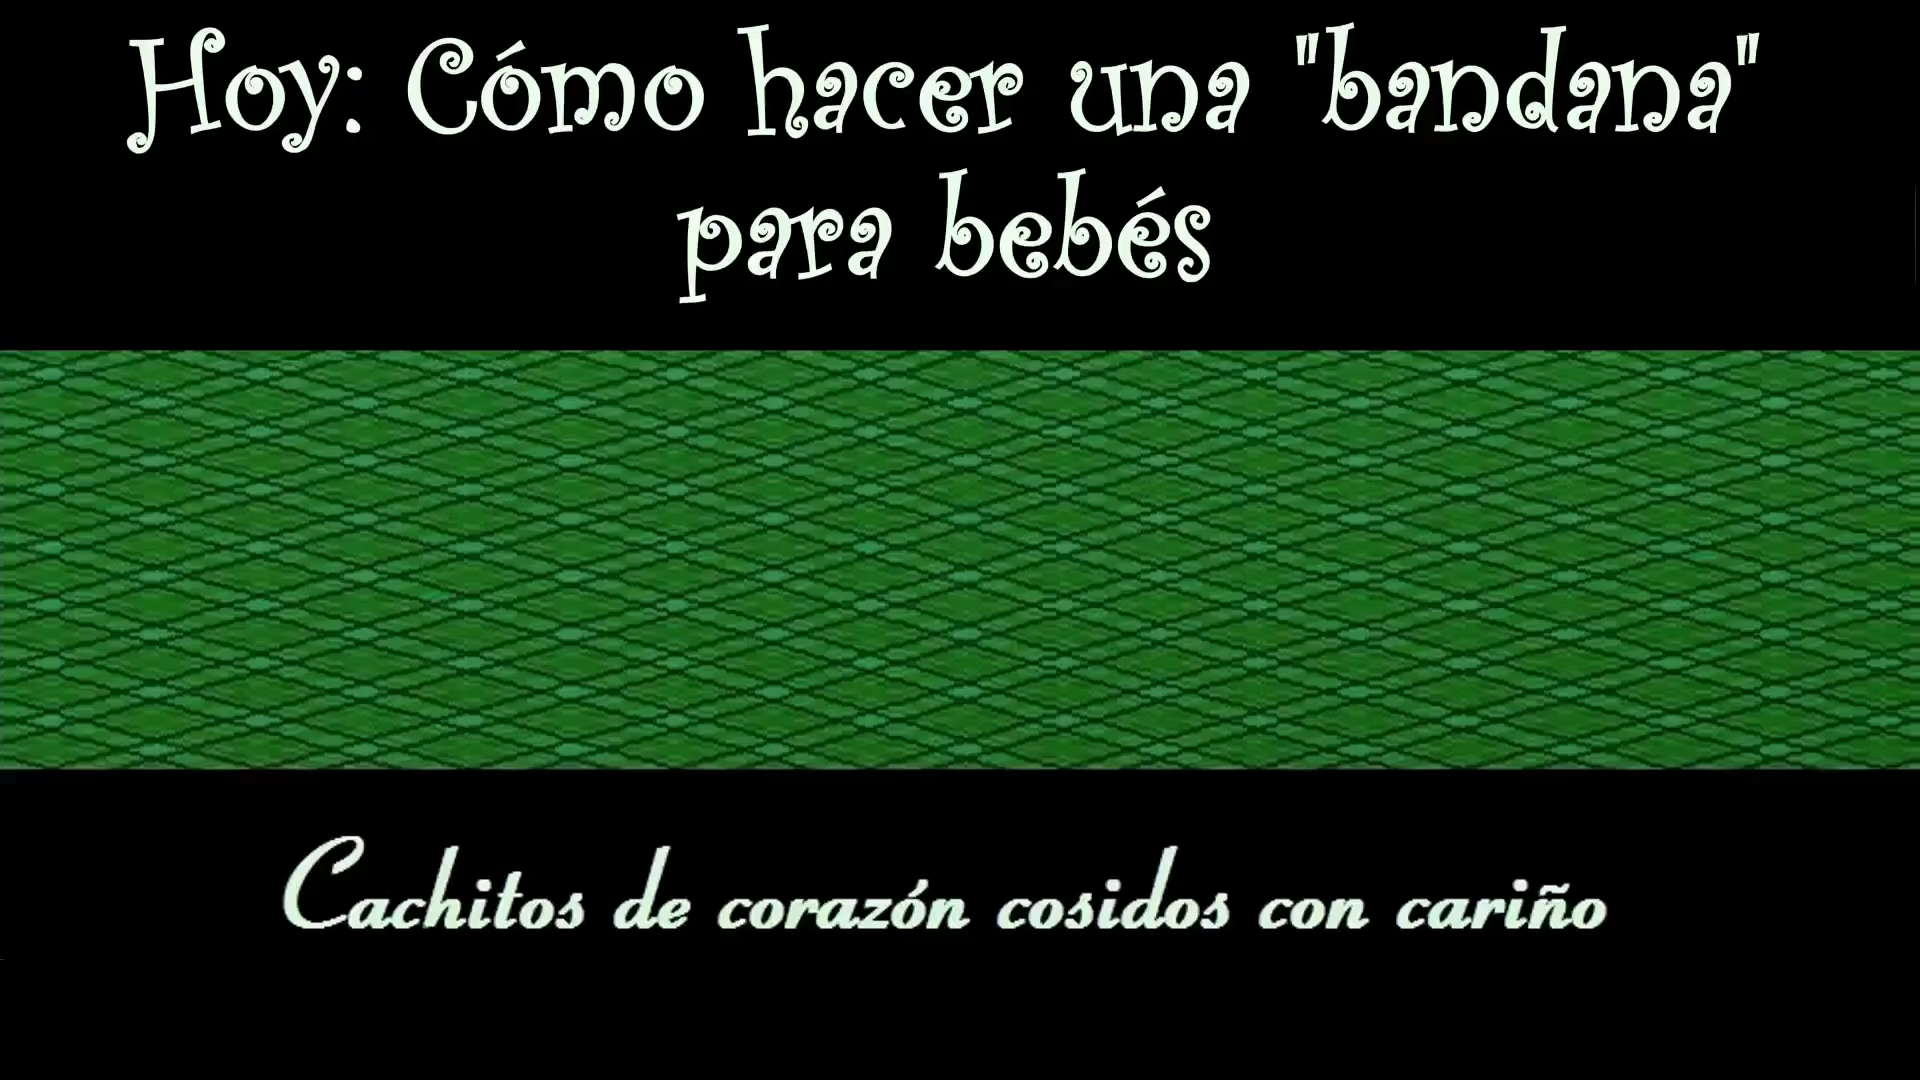 Hoy: Cómo hacer una "bandana"
para bebés
Cachitos de corazón cosidos con cariño